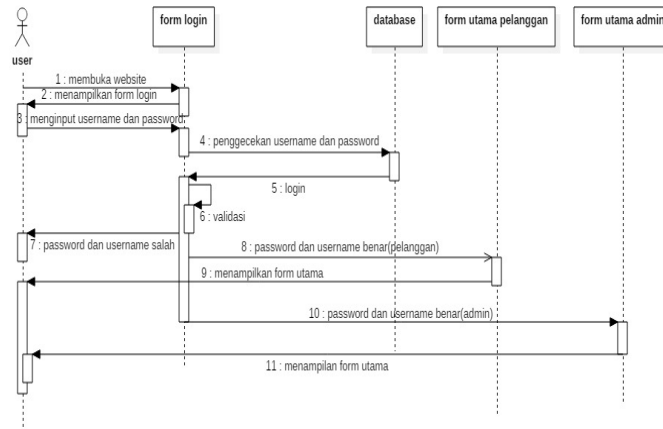 form login
database
form utama pelanggan
form utama admin
user
1 : membuka website
2 : menampilkan form login
3 : menginput username dan password
4 : penggecekan username dan password
5 : login
6 : validasi
7 : password dan username salah
8 : password dan username benar(pelanggan)
9 : menampilkan form utama
10 : password dan username benar(admin)
11 : menampilan form utama